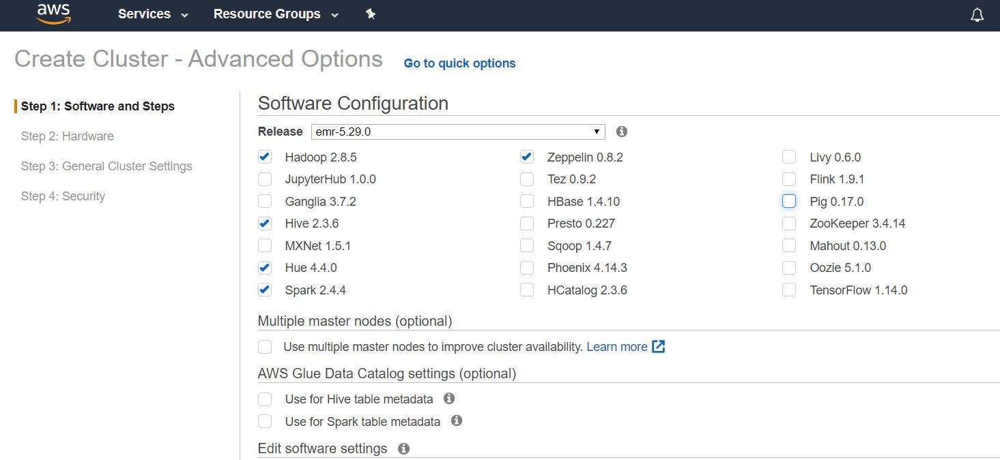 aws Services Resource Groups
Create Cluster - Advanced Options Go to quick options
Step 1: Software and Steps
Step 2: Hardware
Step 3: General Cluster Settings
Step 4: Security
Software Configuration
Release emr-5.29.0
Hadoop 2.8.5 Zeppelin 0.8.2 Livy 0.6.0
JupyterHub 1.0.0 Tez 0.9.2 Flink 1.9.1
Ganglia 3.7.2 HBase 1.4.10 Pig 0.17.0
Hive 2.3.6 Presto 0.227 ZooKeeper 3.4.14
MXNet 1.5.1 Sqoop 1.4.7 Mahout 0.13.0
Hue 4.4.0 Phoenix 4.14.3 Oozie 5.1.0
Spark 2.4.4 HCatalog 2.3.6 TensorFlow 1.14.0
Multiple master nodes (optional)
Use multiple master nodes to improve cluster availability. Learn more
AWS Glue Data Catalog settings (optional)
Use for Hive table metadata
Use for Spark table metadata
Edit software settings